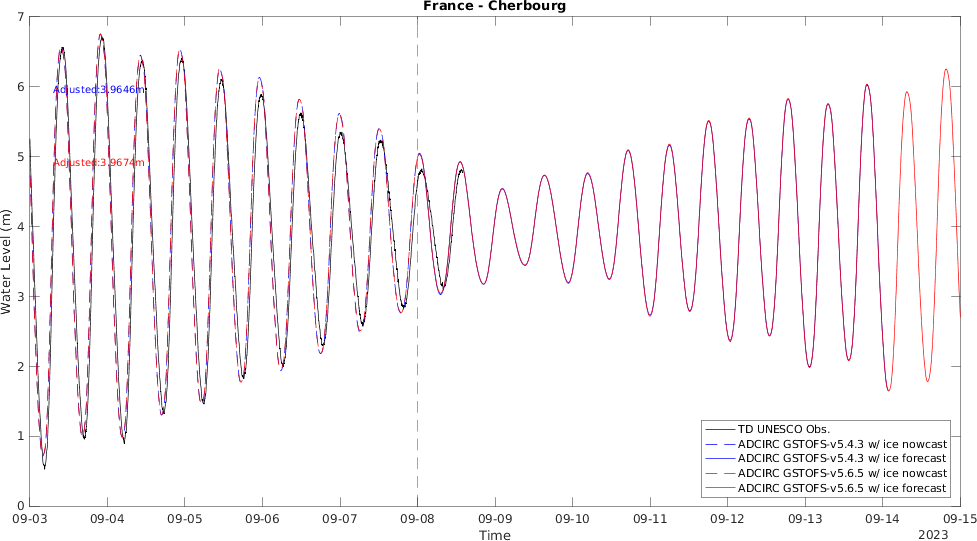 France - Cherbourg
7
6
5
4
3
2
1
0
Water Level (m)
Adjusted:3.9646m
Adjusted:3.9674m
TD UNESCO Obs.
ADCIRC GSTOFS-v5.4.3 w/ ice nowcast
ADCIRC GSTOFS-v5.4.3 w/ ice forecast
ADCIRC GSTOFS-v5.6.5 w/ ice nowcast
ADCIRC GSTOFS-v5.6.5 w/ ice forecast
09-03 09-04 09-05 09-06 09-07 09-08 09-09 09-10 09-11 09-12 09-13 09-14 09-15
Time
2023